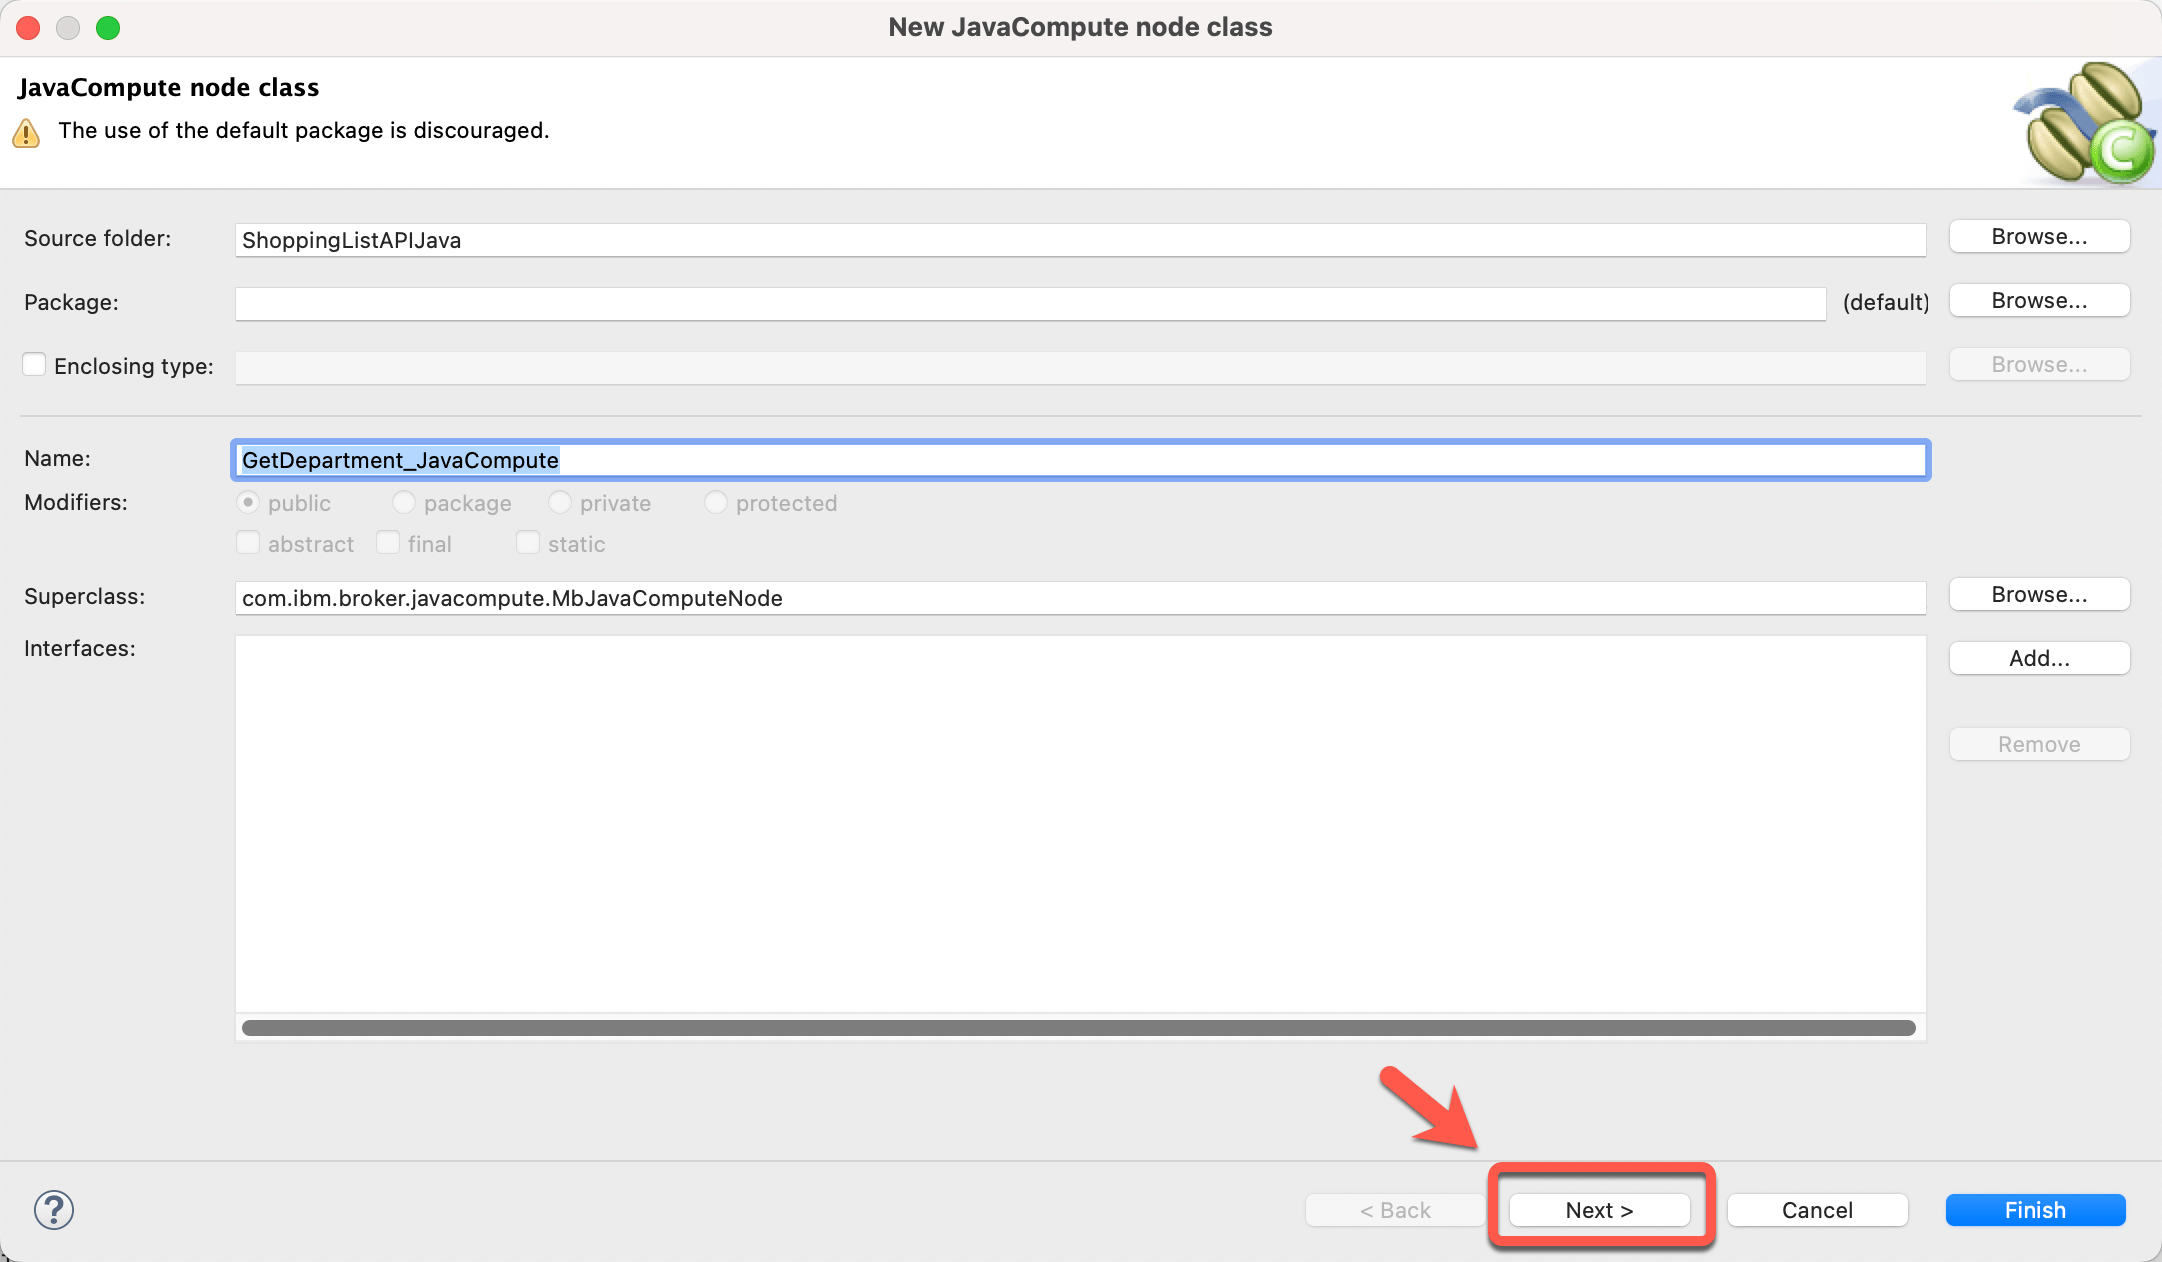 New JavaCompute node class
JavaCompute node class
The use of the default package is discouraged.
Source folder: ShoppingListAPIJava Browse...
Package: (default) Browse...
Enclosing type: Browse...
Name: GetDepartment_JavaCompute
Modifiers: public package private protected
abstract final static
Superclass: com.ibm.broker.javacompute.MbJavaComputeNode Browse...
Interfaces: Add...
Remove
? < Back Next > Cancel Finish